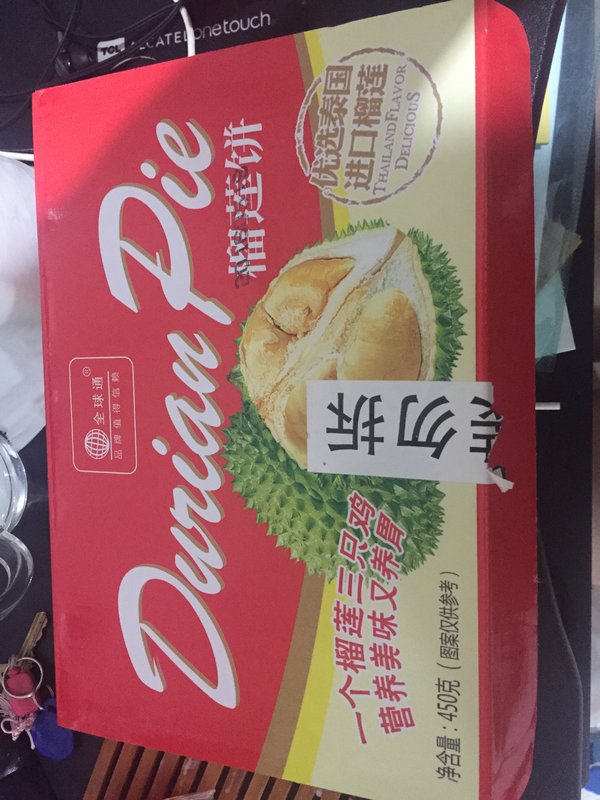 TCL ALCATEL onetouch
优选泰国
进口榴莲
THAILAND FLAVOR
DELICIOUS
Durian Pie
榴莲饼
全球通®
品牌值得信赖
勿
一个榴莲三只鸡
营养美味又养胃
净含量：450克（图案仅供参考）